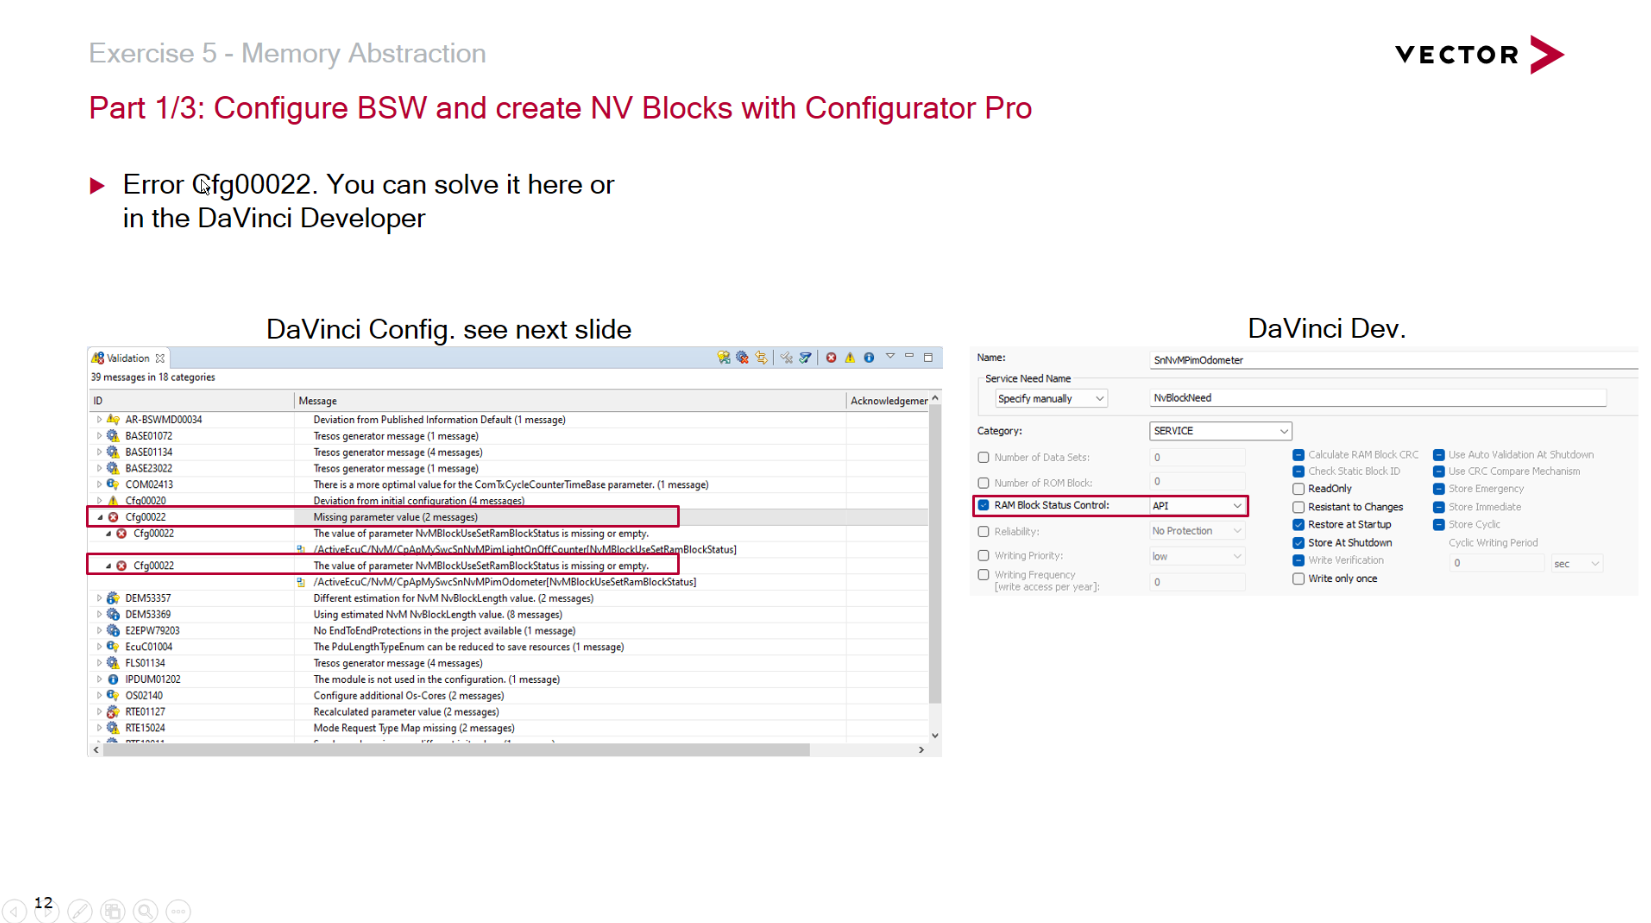 Exercise 5 - Memory Abstraction
VECTOR
Part 1/3: Configure BSW and create NV Blocks with Configurator Pro
Error Cfg00022. You can solve it here or
in the DaVinci Developer
DaVinci Config. see next slide
Validation
39 messages in 18 categories
ID Message Acknowledgemer
AR-BSWMD00034 Deviation from Published Information Default (1 message)
BASE01072 Tresos generator message (1 message)
BASE01134 Tresos generator message (4 messages)
BASE23022 Tresos generator message (1 message)
COM02413 There is a more optimal value for the ComTxCycleCounterTimeBase parameter. (1 message)
Cfg00020 Deviation from initial configuration (4 messages)
Cfg00022 Missing parameter value (2 messages)
Cfg00022 The value of parameter NvMBlockUseSetRamBlockStatus is missing or empty.
/ActiveEcuC/NvM/CpApMySwcSnNvMPimLightOnOffCounter[NvMBlockUseSetRamBlockStatus]
Cfg00022 The value of parameter NvMBlockUseSetRamBlockStatus is missing or empty.
/ActiveEcuC/NvM/CpApMySwcSnNvMPimOdometer[NvMBlockUseSetRamBlockStatus]
DEM53357 Different estimation for NvM NvBlockLength value. (2 messages)
DEM53369 Using estimated NvM NvBlockLength value. (8 messages)
E2EPW79203 No EndToEndProtections in the project available (1 message)
EcuC01004 The PduLengthTypeEnum can be reduced to save resources (1 message)
FLS01134 Tresos generator message (4 messages)
IPDUM01202 The module is not used in the configuration. (1 message)
OS02140 Configure additional Os-Cores (2 messages)
RTE01127 Recalculated parameter value (2 messages)
RTE15024 Mode Request Type Map missing (2 messages)
DaVinci Dev.
Name: SnNvMPimOdometer
Service Need Name
Specify manually NvBlockNeed
Category: SERVICE
Number of Data Sets: 0 Calculate RAM Block CRC Use Auto Validation At Shutdown
Check Static Block ID Use CRC Compare Mechanism
Number of ROM Block: 0 ReadOnly Store Emergency
RAM Block Status Control: API Resistant to Changes Store Immediate
Reliability: No Protection Restore at Startup Store Cyclic
Store At Shutdown Cyclic Writing Period
Writing Priority: low Write Verification 0 sec
Writing Frequency
[write access per year]: 0 Write only once
12